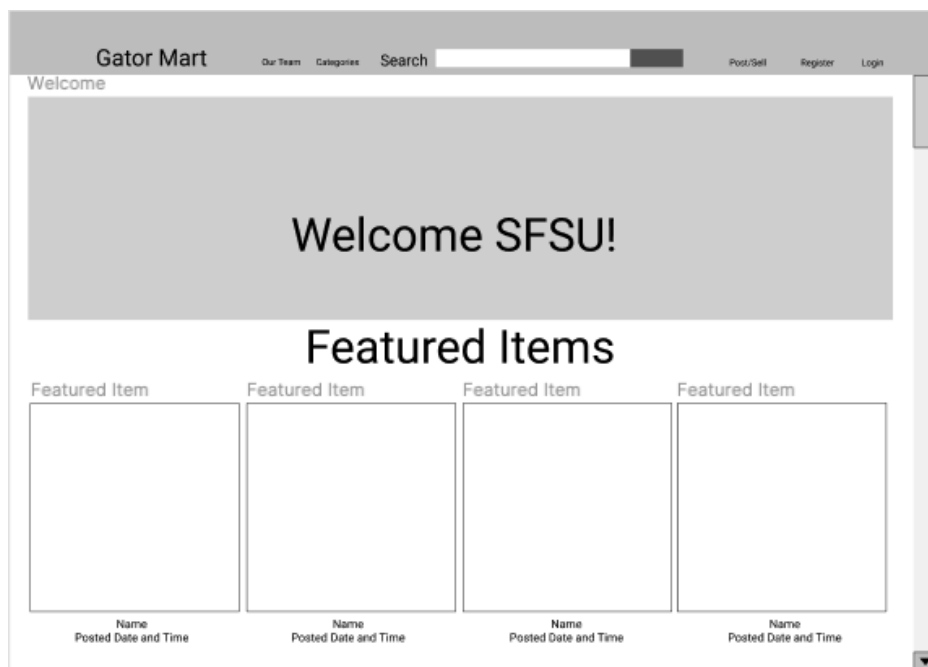 Gator Mart Our Team Categories Search Post/Sell Register Login
Welcome
Welcome SFSU!
Featured Items
Featured Item Featured Item Featured Item Featured Item
Name Name Name Name
Posted Date and Time Posted Date and Time Posted Date and Time Posted Date and Time